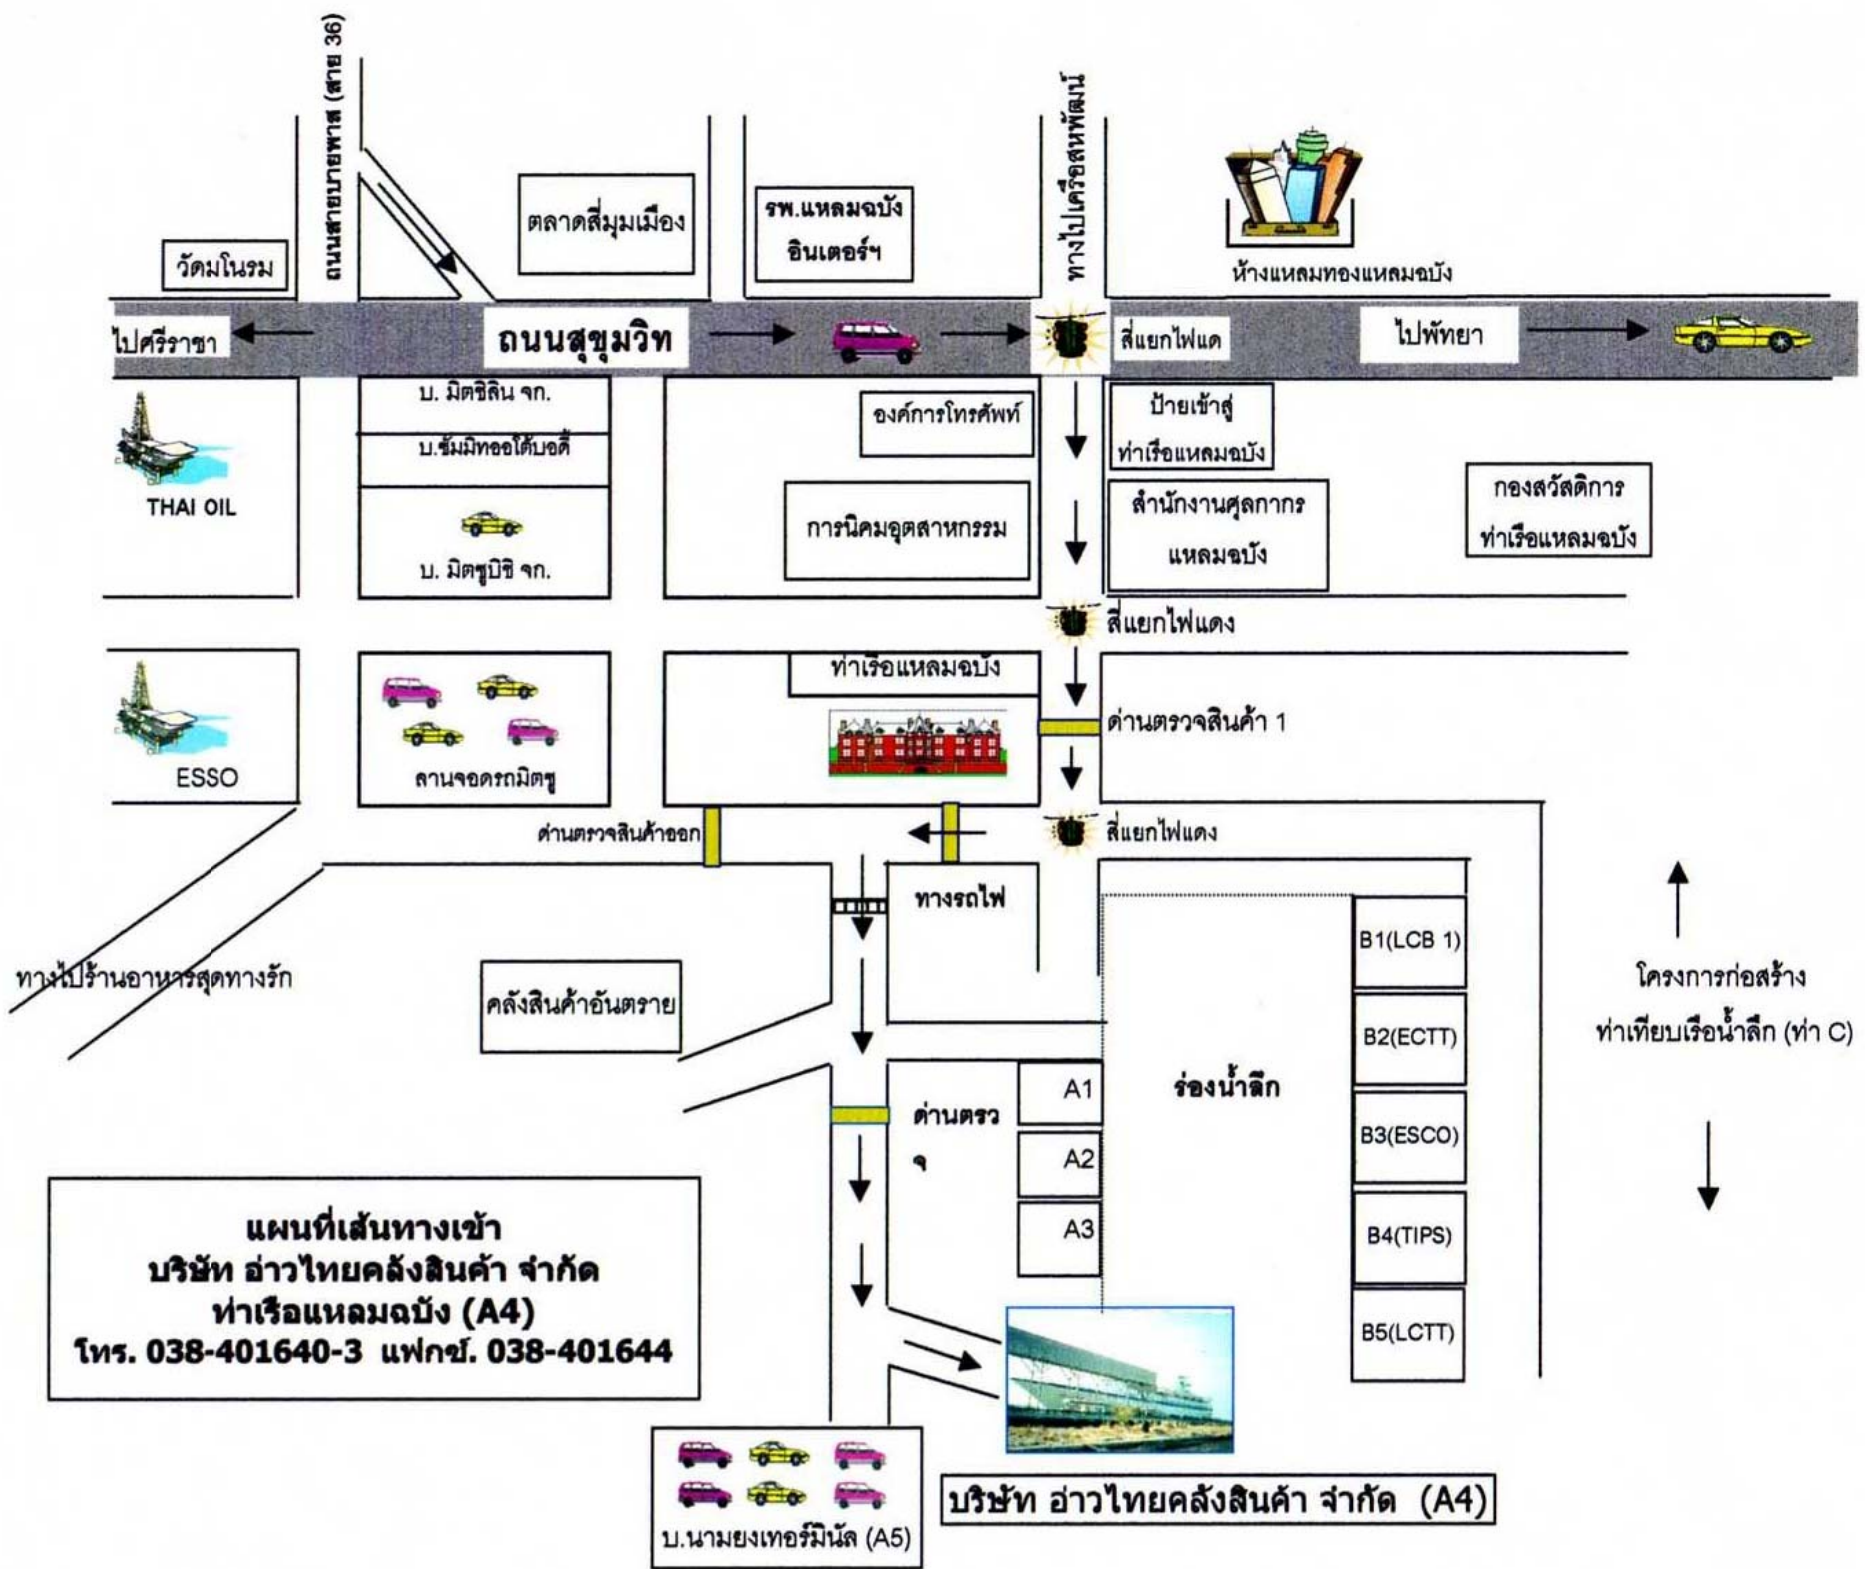 ถนนสายบายพาส (สาย 36)
ทางไปเครือสหพัฒน์
ตลาดสี่มุมเมือง
รพ.แหลมฉบัง
อินเตอร์ฯ
วัดมโนรม
ห้างแหลมทองแหลมฉบัง
ไปศรีราชา
ถนนสุขุมวิท
สี่แยกไฟแด
ไปพัทยา
บ. มิตชิลิน จก.
บ.ซัมมิทออโต้บอดี้
บ. มิตซูบิชิ จก.
THAI OIL
องค์การโทรศัพท์
ป้ายเข้าสู่
ท่าเรือแหลมฉบัง
การนิคมอุตสาหกรรม
สำนักงานศุลกากร
แหลมฉบัง
กองสวัสดิการ
ท่าเรือแหลมฉบัง
สี่แยกไฟแดง
ท่าเรือแหลมฉบัง
ด่านตรวจสินค้า 1
ESSO
ลานจอดรถมิตซู
ด่านตรวจสินค้าออก
สี่แยกไฟแดง
ทางรถไฟ
ทางไปร้านอาหารสุดทางรัก
คลังสินค้าอันตราย
B1(LCB 1)
B2(ECTT)
B3(ESCO)
B4(TIPS)
B5(LCTT)
โครงการก่อสร้าง
ท่าเทียบเรือน้ำลึก (ท่า C)
ร่องน้ำลึก
A1
A2
A3
ด่านตรว
จ
แผนที่เส้นทางเข้า
บริษัท อ่าวไทยคลังสินค้า จำกัด
ท่าเรือแหลมฉบัง (A4)
โทร. 038-401640-3 แฟกซ์. 038-401644
บริษัท อ่าวไทยคลังสินค้า จำกัด (A4)
บ.นามยงเทอร์มินัล (A5)